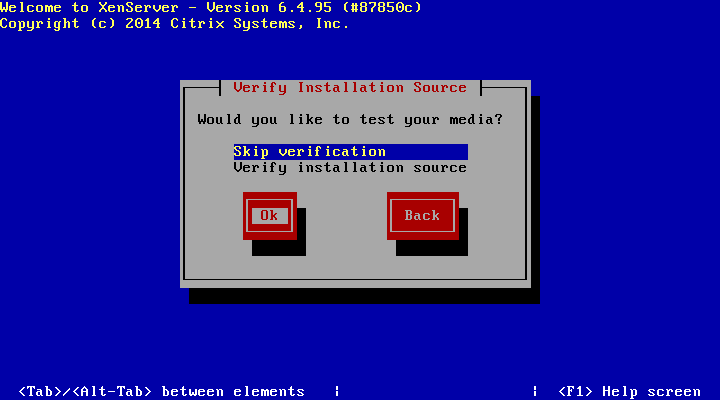 Welcome to XenServer - Version 6.4.95 (#87850c)
Copyright (c) 2014 Citrix Systems, Inc.
Verify Installation Source
Would you like to test your media?
Skip verification
Verify installation source
Ok Back
<Tab>/<Alt-Tab> between elements | | <F1> Help screen